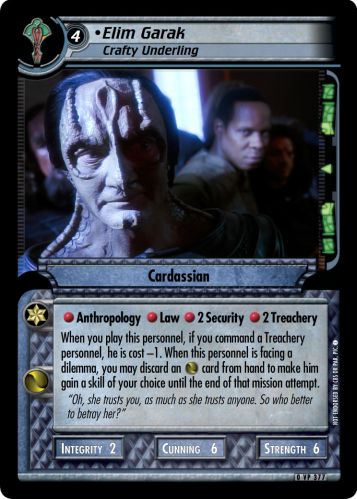 4
•Elim Garak
Crafty Underling
Cardassian
Anthropology Law 2 Security 2 Treachery
When you play this personnel, if you command a Treachery
personnel, he is cost –1. When this personnel is facing a
dilemma, you may discard an card from hand to make him
gain a skill of your choice until the end of that mission attempt.
"Oh, she trusts you, as much as she trusts anyone. So who better
to betray her?"
INTEGRITY 2 CUNNING 6 STRENGTH 6
0 VP 377